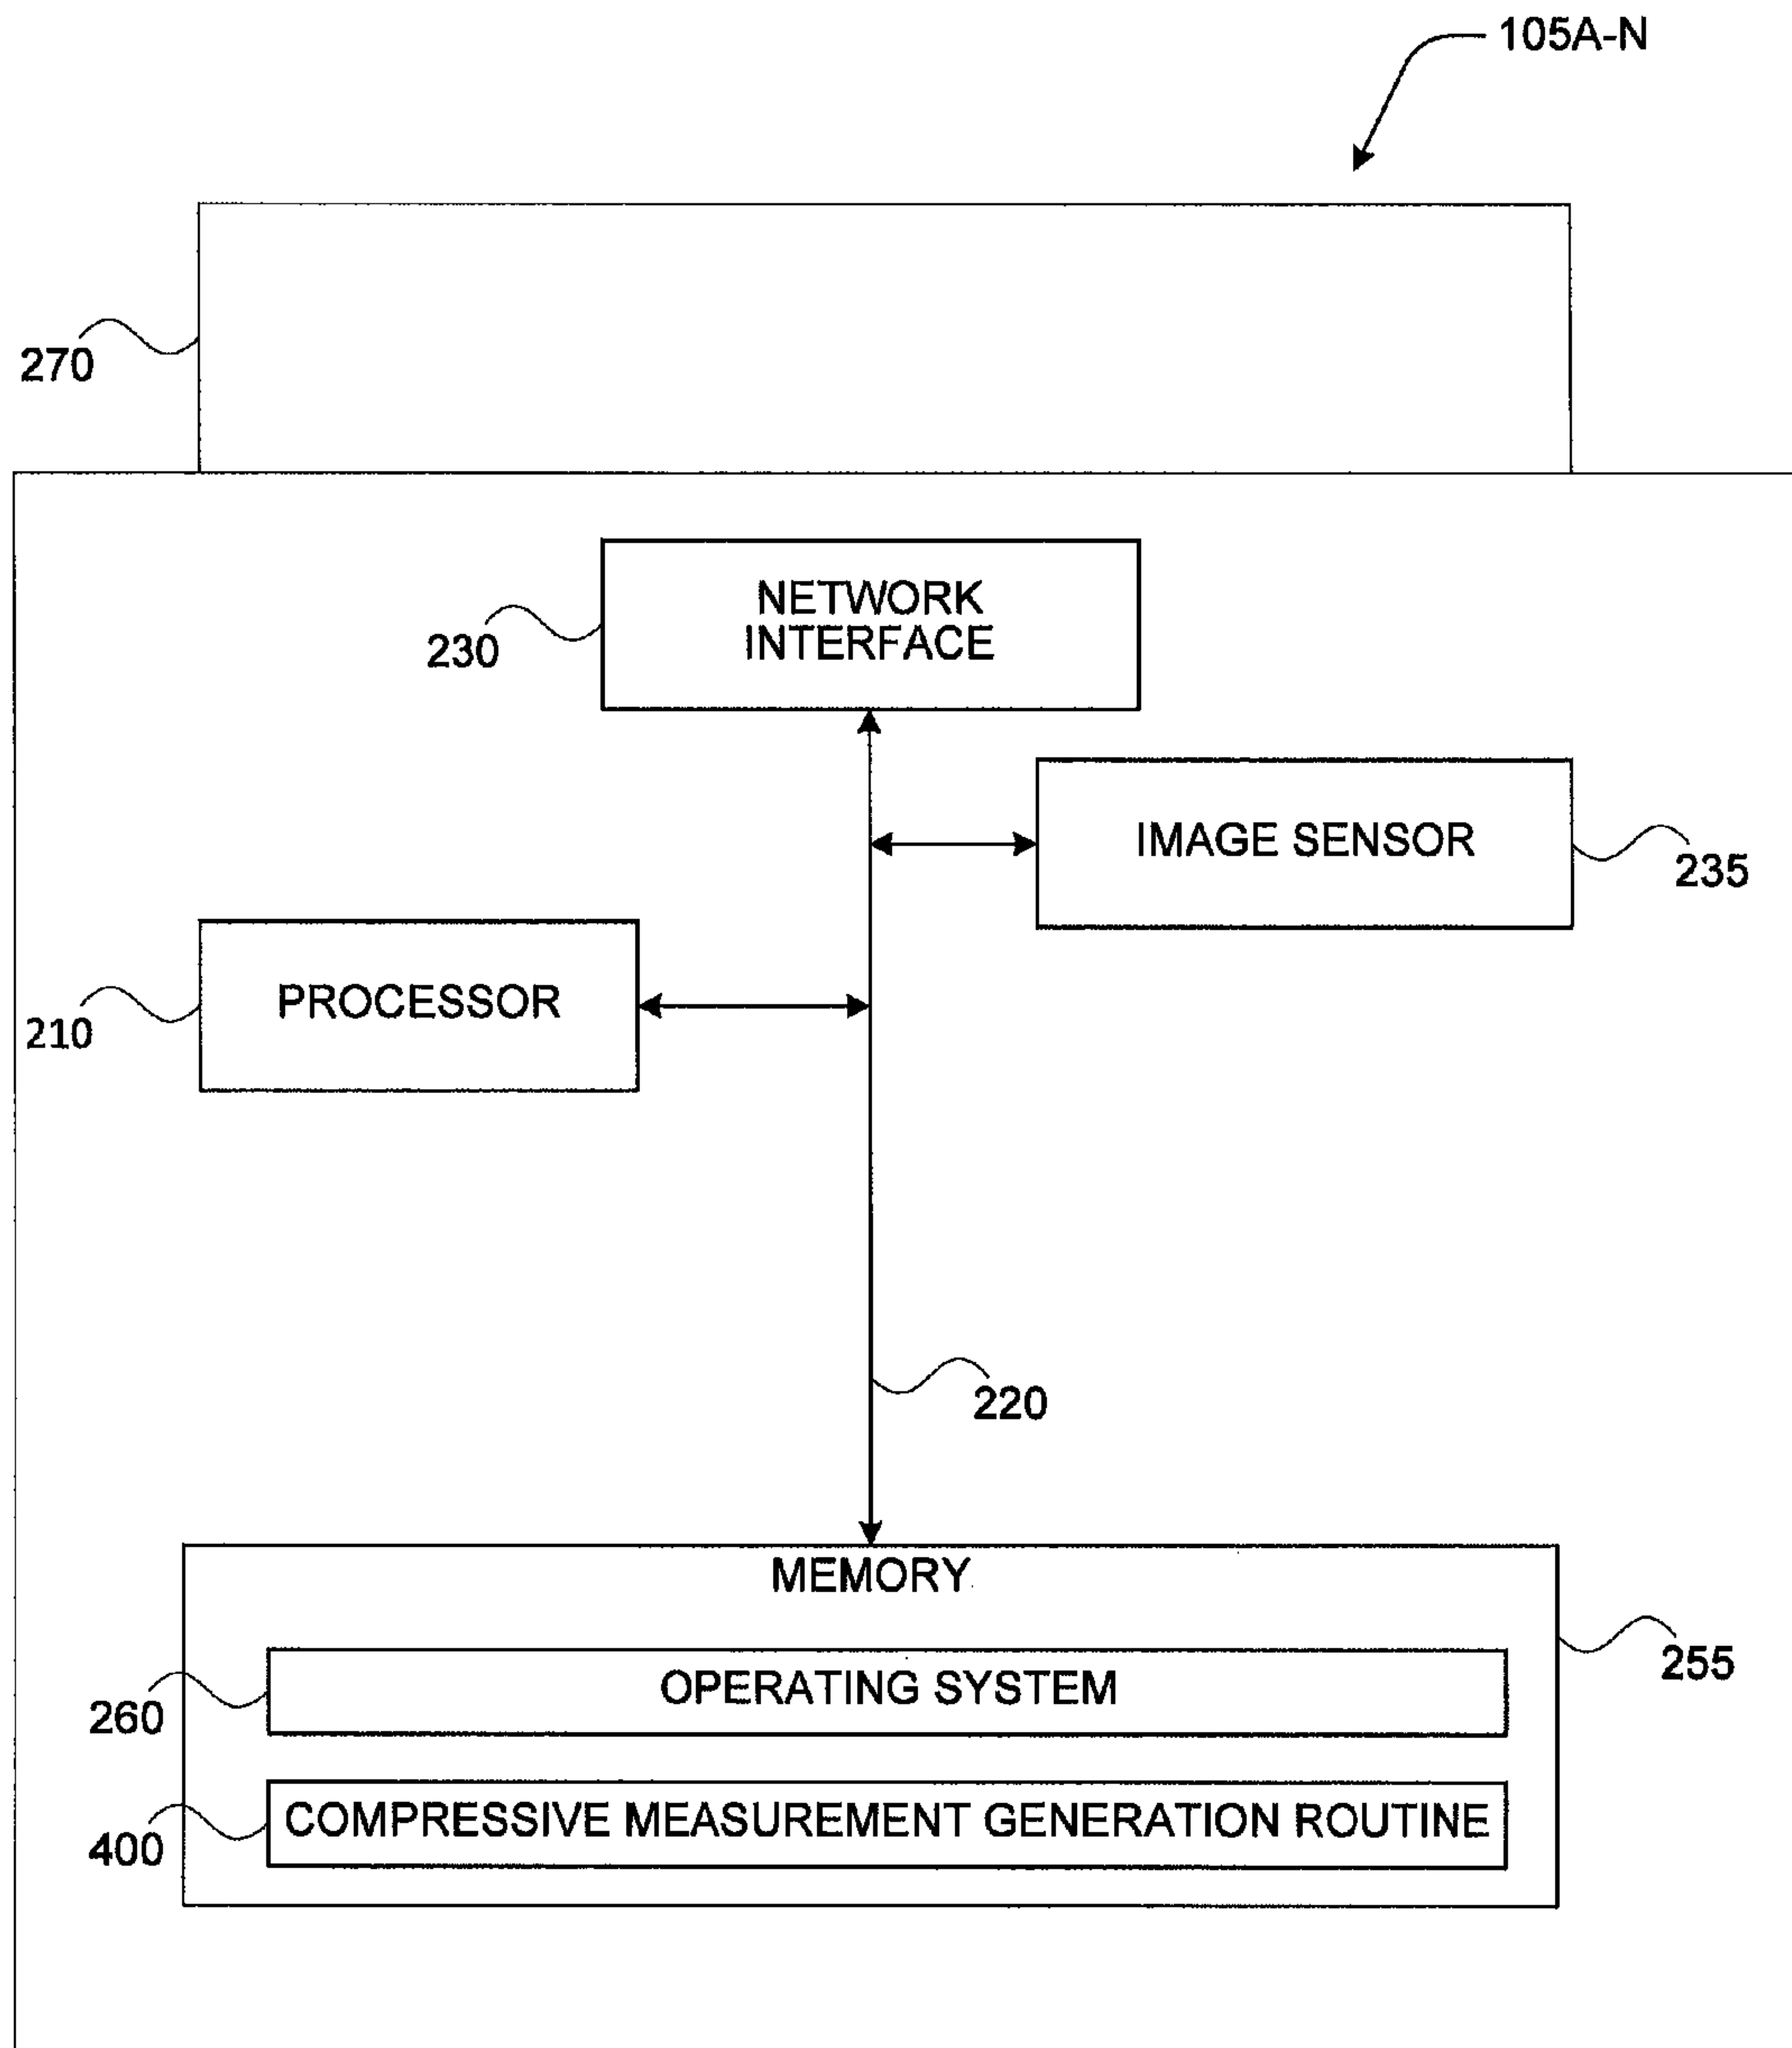 105A-N
270
NETWORK
INTERFACE
230
IMAGE SENSOR
235
PROCESSOR
210
220
MEMORY
255
OPERATING SYSTEM
260
COMPRESSIVE MEASUREMENT GENERATION ROUTINE
400